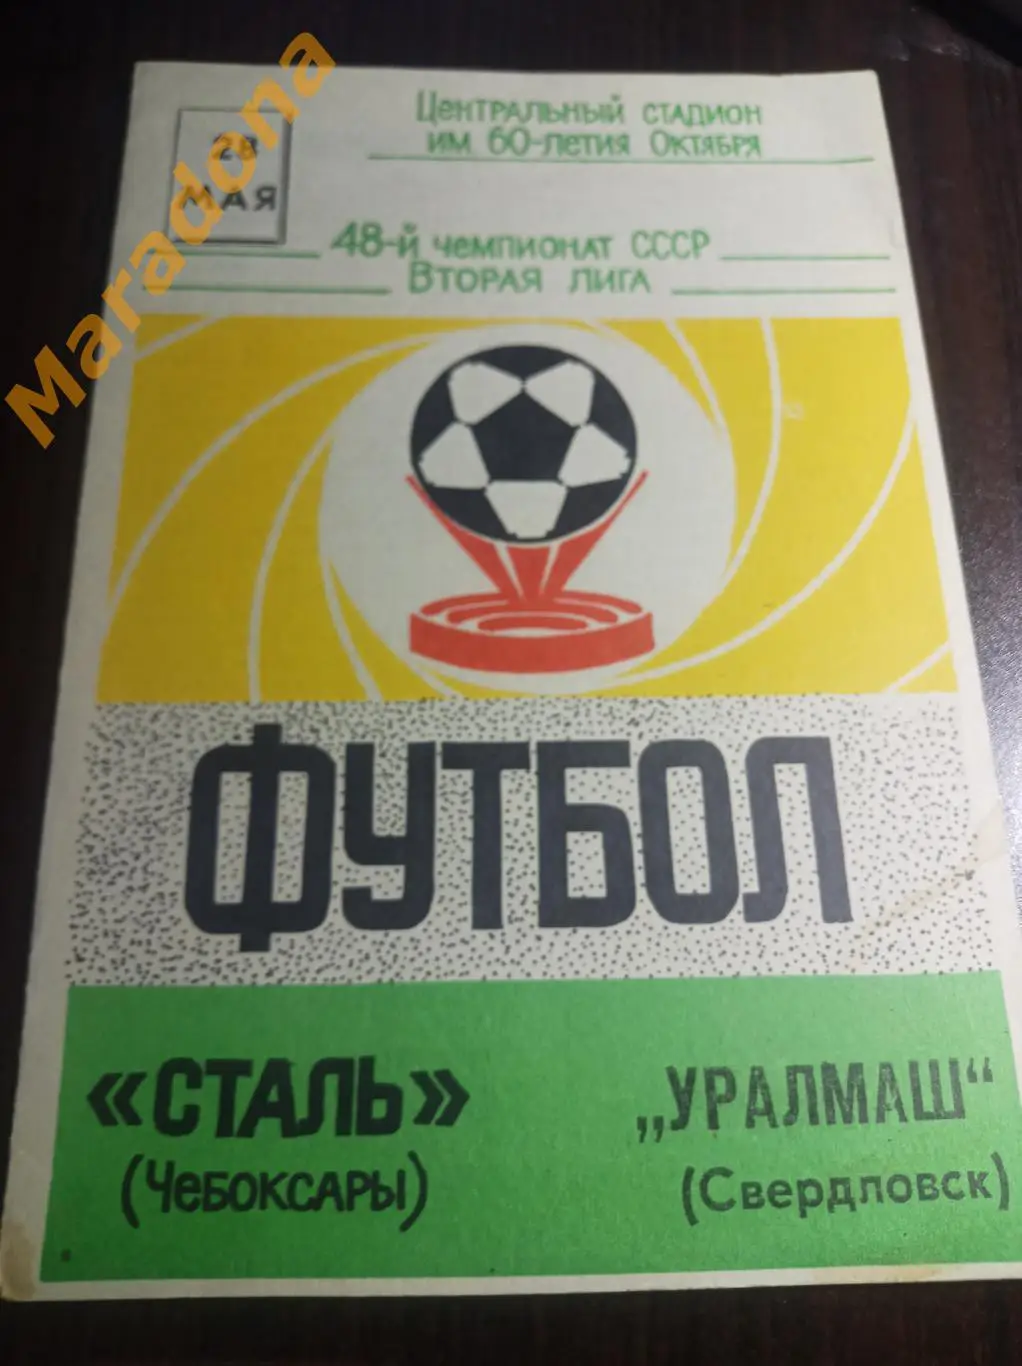 Maradona
28
МАЯ
Центральный стадион
им 60-летия Октября
48-й чемпионат СССР
Вторая лига
ФУТБОЛ
«СТАЛЬ»
(Чебоксары)
„УРАЛМАШ“
(Свердловск)